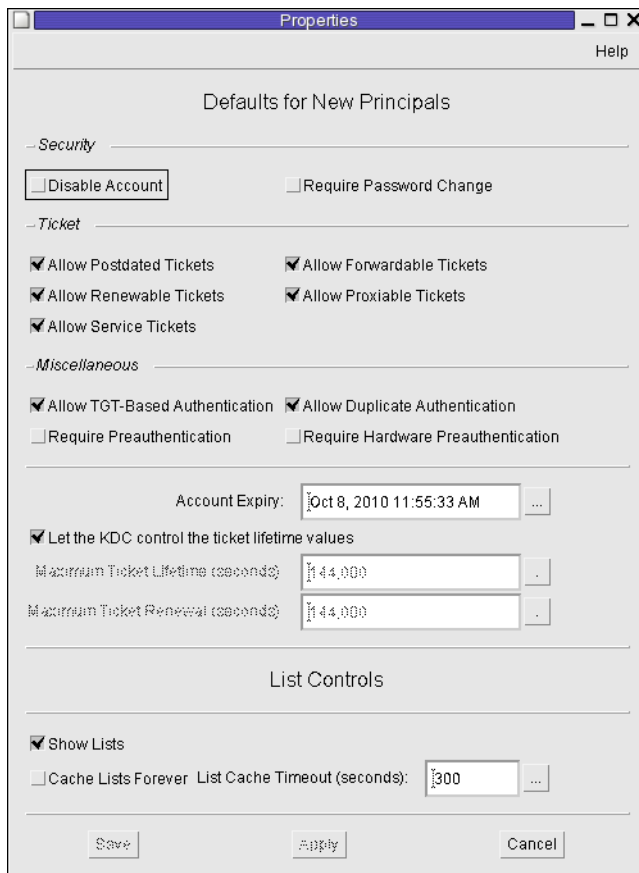 Properties
Help
Defaults for New Principals
Security
Disable Account Require Password Change
Ticket
Allow Postdated Tickets Allow Forwardable Tickets
Allow Renewable Tickets Allow Proxiable Tickets
Allow Service Tickets
Miscellaneous
Allow TGT-Based Authentication Allow Duplicate Authentication
Require Preauthentication Require Hardware Preauthentication
Account Expiry: Oct 8, 2010 11:55:33 AM ...
Let the KDC control the ticket lifetime values
Maximum Ticket Lifetime (seconds) 144,000 .
Maximum Ticket Renewal (seconds) 144,000 .
List Controls
Show Lists
Cache Lists Forever List Cache Timeout (seconds): 300 ...
Save Apply Cancel